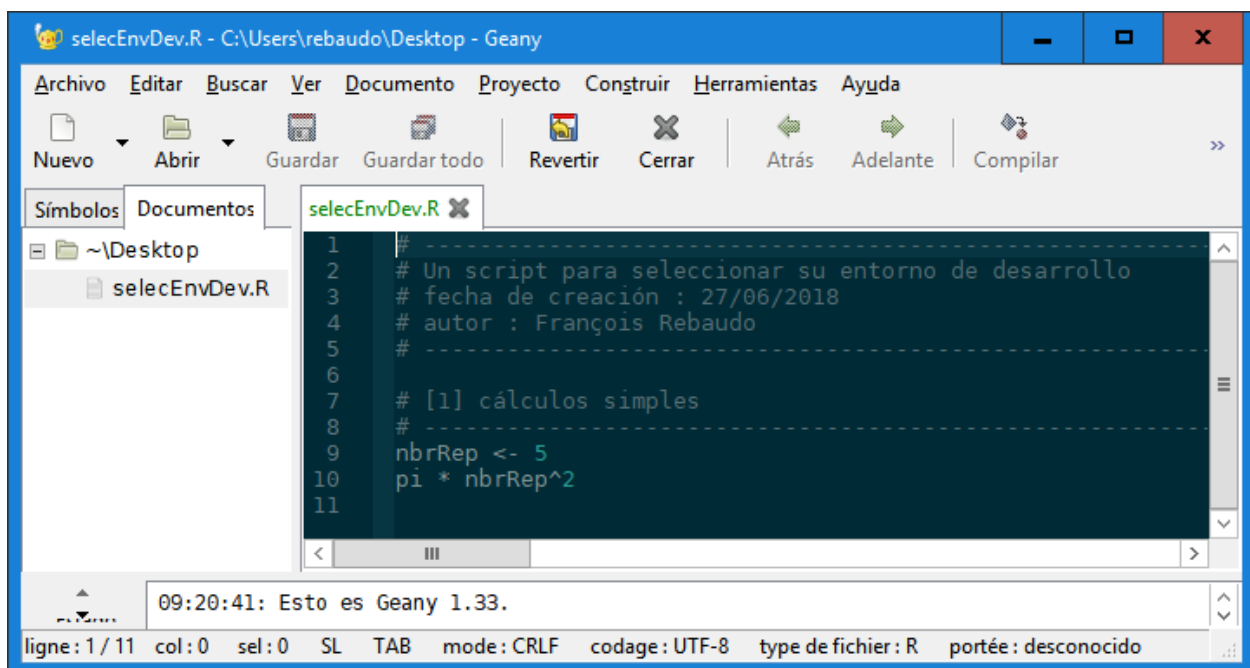 selecEnvDev.R - C:\Users\rebaudo\Desktop - Geany
Archivo Editar Buscar Ver Documento Proyecto Construir Herramientas Ayuda
Nuevo Abrir Guardar Guardar todo Revertir Cerrar Atrás Adelante Compilar »
Símbolos Documentos selecEnvDev.R
~\Desktop
selecEnvDev.R
1 # ----------------------------------------------------------
2 # Un script para seleccionar su entorno de desarrollo
3 # fecha de creación : 27/06/2018
4 # autor : François Rebaudo
5 # ----------------------------------------------------------
6
7 # [1] cálculos simples
8 # ----------------------------------------------------------
9 nbrRep <- 5
10 pi * nbrRep^2
11
09:20:41: Esto es Geany 1.33.
ligne : 1 / 11 col : 0 sel : 0 SL TAB mode : CRLF codage : UTF-8 type de fichier : R portée : desconocido